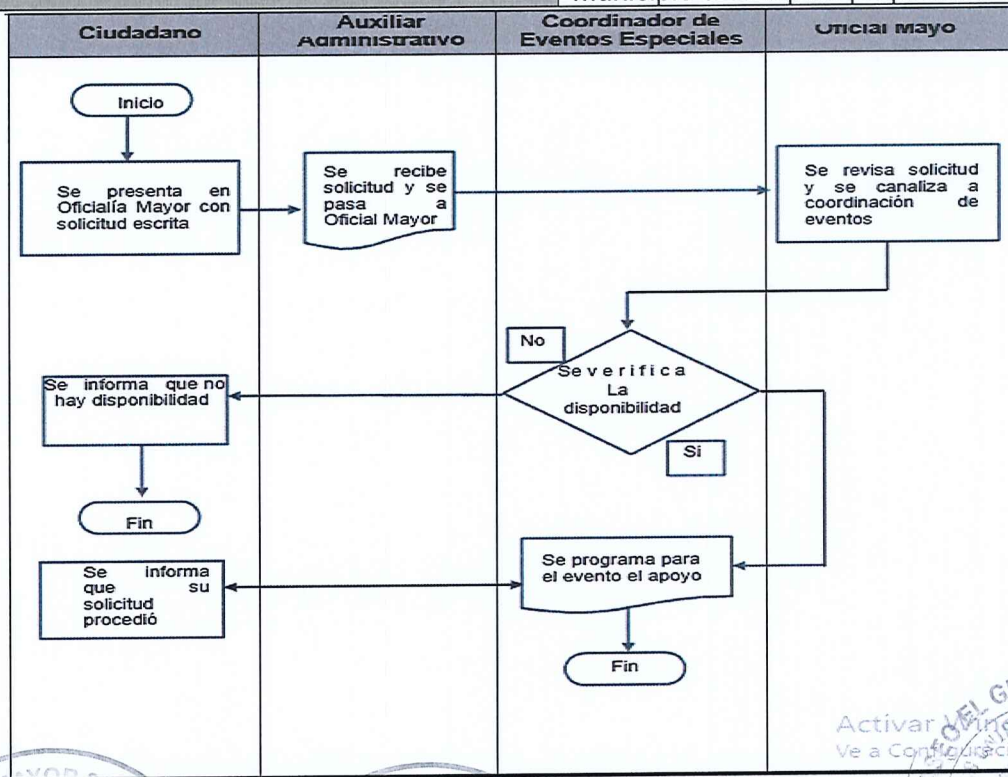 Ciudadano
Auxiliar
Administrativo
Coordinador de
Eventos Especiales
Oficial Mayo
Inicio
Se presenta en
Oficialía Mayor con
solicitud escrita
Se recibe
solicitud y se
pasa a
Oficial Mayor
Se revisa solicitud
y se canaliza a
coordinación de
eventos
No
Se verifica
La
disponibilidad
Si
Se informa que no
hay disponibilidad
Fin
Se programa para
el evento el apoyo
Se informa
que su
solicitud
procedió
Fin
Activar
Ve a